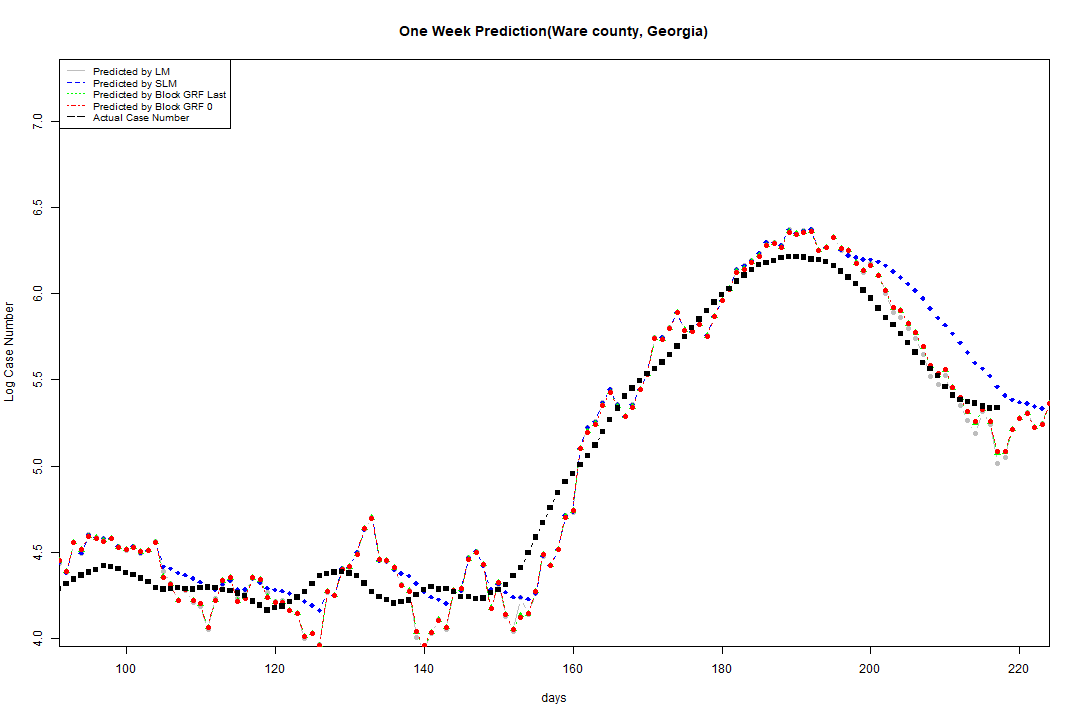 One Week Prediction(Ware county, Georgia)
Predicted by LM
Predicted by SLM
Predicted by Block GRF Last
Predicted by Block GRF 0
Actual Case Number
7.0
6.5
6.0
5.5
5.0
4.5
4.0
Log Case Number
100 120 140 160 180 200 220
days